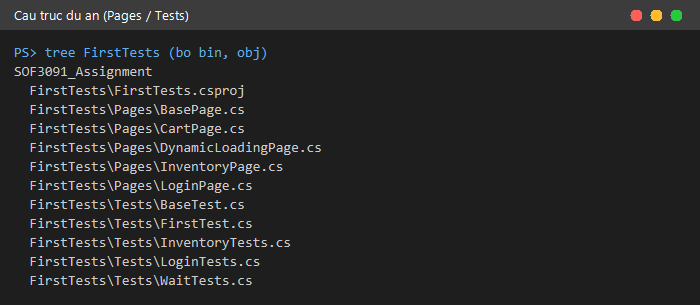 Cau truc du an (Pages / Tests)
PS> tree FirstTests (bo bin, obj)
SOF3091_Assignment
FirstTests\FirstTests.csproj
FirstTests\Pages\BasePage.cs
FirstTests\Pages\CartPage.cs
FirstTests\Pages\DynamicLoadingPage.cs
FirstTests\Pages\InventoryPage.cs
FirstTests\Pages\LoginPage.cs
FirstTests\Tests\BaseTest.cs
FirstTests\Tests\FirstTest.cs
FirstTests\Tests\InventoryTests.cs
FirstTests\Tests\LoginTests.cs
FirstTests\Tests\WaitTests.cs